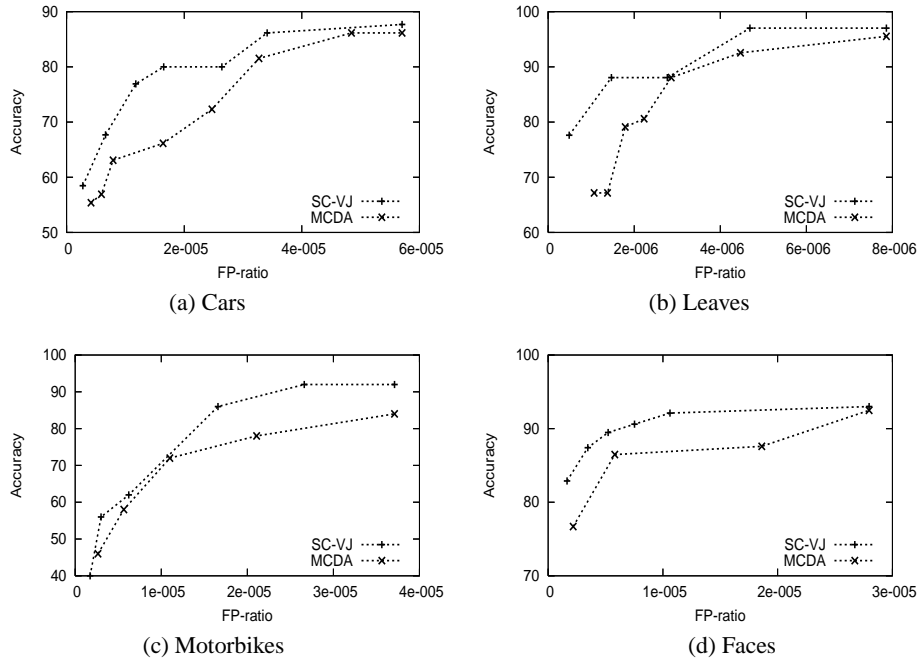 90
80
70
60
50
Accuracy
0
2e-005
4e-005
6e-005
FP-ratio
SC-VJ
MCDA
(a) Cars
100
90
80
70
60
Accuracy
0
2e-006
4e-006
6e-006
8e-006
FP-ratio
SC-VJ
MCDA
(b) Leaves
100
90
80
70
60
50
40
Accuracy
0
1e-005
2e-005
3e-005
4e-005
FP-ratio
SC-VJ
MCDA
(c) Motorbikes
100
90
80
70
Accuracy
0
1e-005
2e-005
3e-005
FP-ratio
SC-VJ
MCDA
(d) Faces